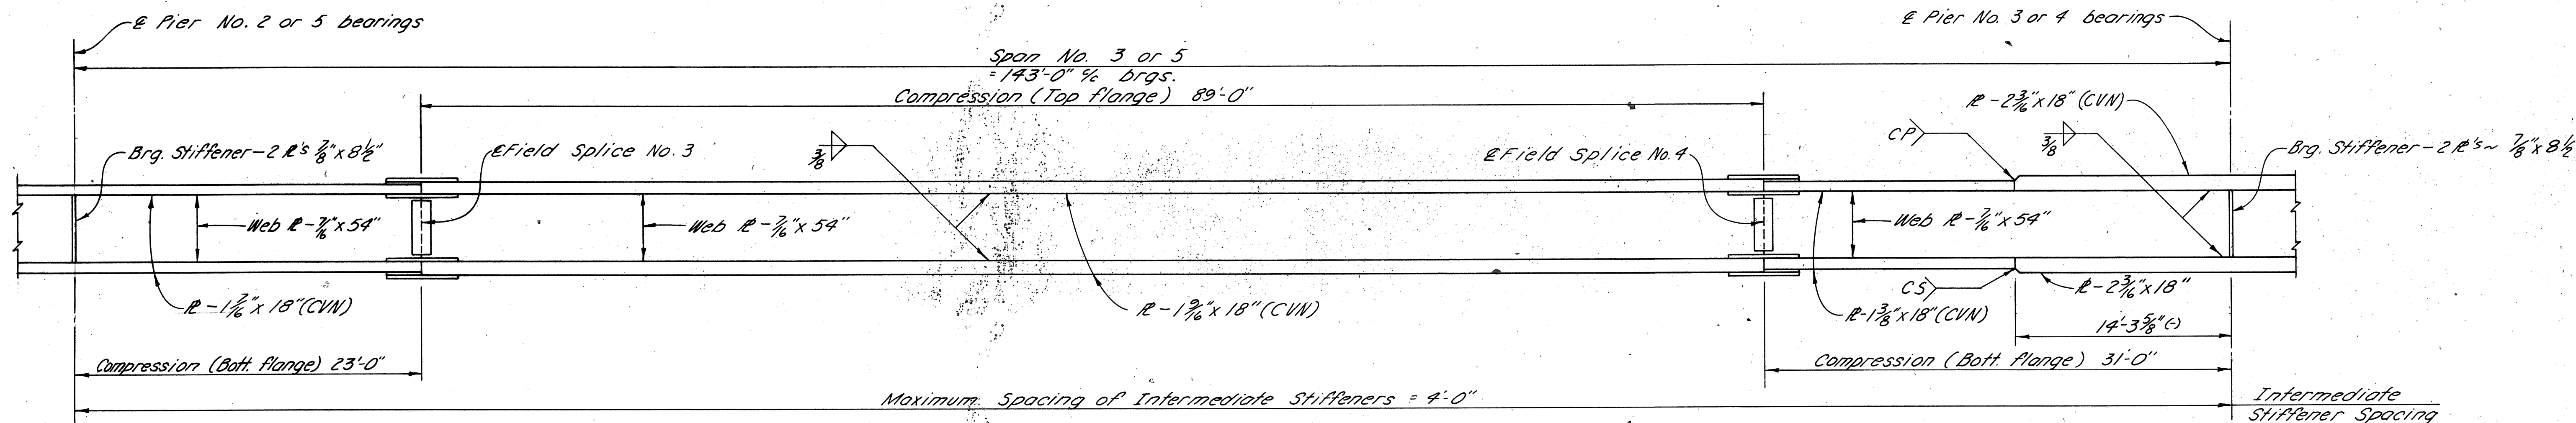 ℄ Pier No. 2 or 5 bearings
℄ Pier No. 3 or 4 bearings
Span No. 3 or 5
= 143'-0" c/c brgs.
Compression (Top flange) 89'-0"
℄ Field Splice No. 3
3/8
℄ Field Splice No. 4
CP
℞ - 2 3/16" x 18" (CVN)
3/8
Brg. Stiffener - 2 ℞'s 7/8" x 8 1/2"
Brg. Stiffener - 2 ℞'s ~ 7/8" x 8 1/2
Web ℞ - 7/16" x 54"
Web ℞ - 7/16" x 54"
Web ℞ - 7/16" x 54"
℞ - 1 7/16" x 18" (CVN)
℞ - 1 9/16" x 18" (CVN)
℞ - 1 3/8" x 18" (CVN)
CS
℞ - 2 3/16" x 18"
14'-3 5/8" (-)
Compression (Bott. flange) 23'-0"
Compression (Bott. flange) 31'-0"
Maximum Spacing of Intermediate Stiffeners = 4'-0"
Intermediate
Stiffener Spacing